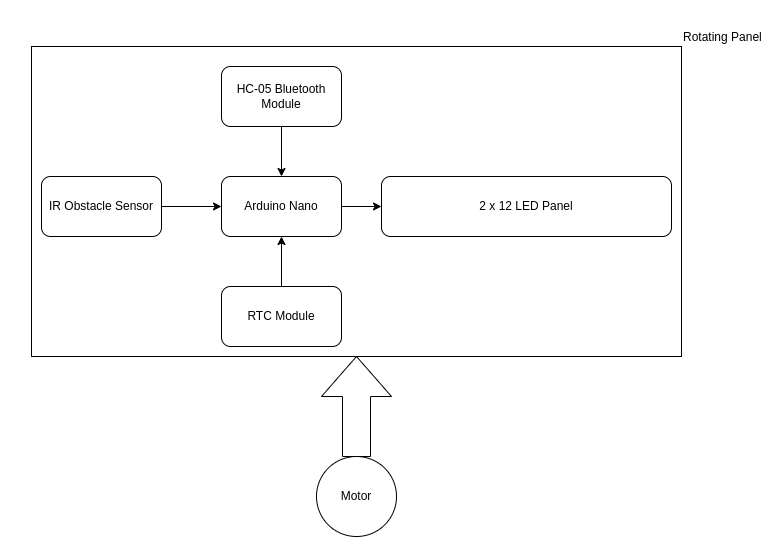 Rotating Panel
HC-05 Bluetooth
Module
IR Obstacle Sensor
Arduino Nano
2 x 12 LED Panel
RTC Module
Motor